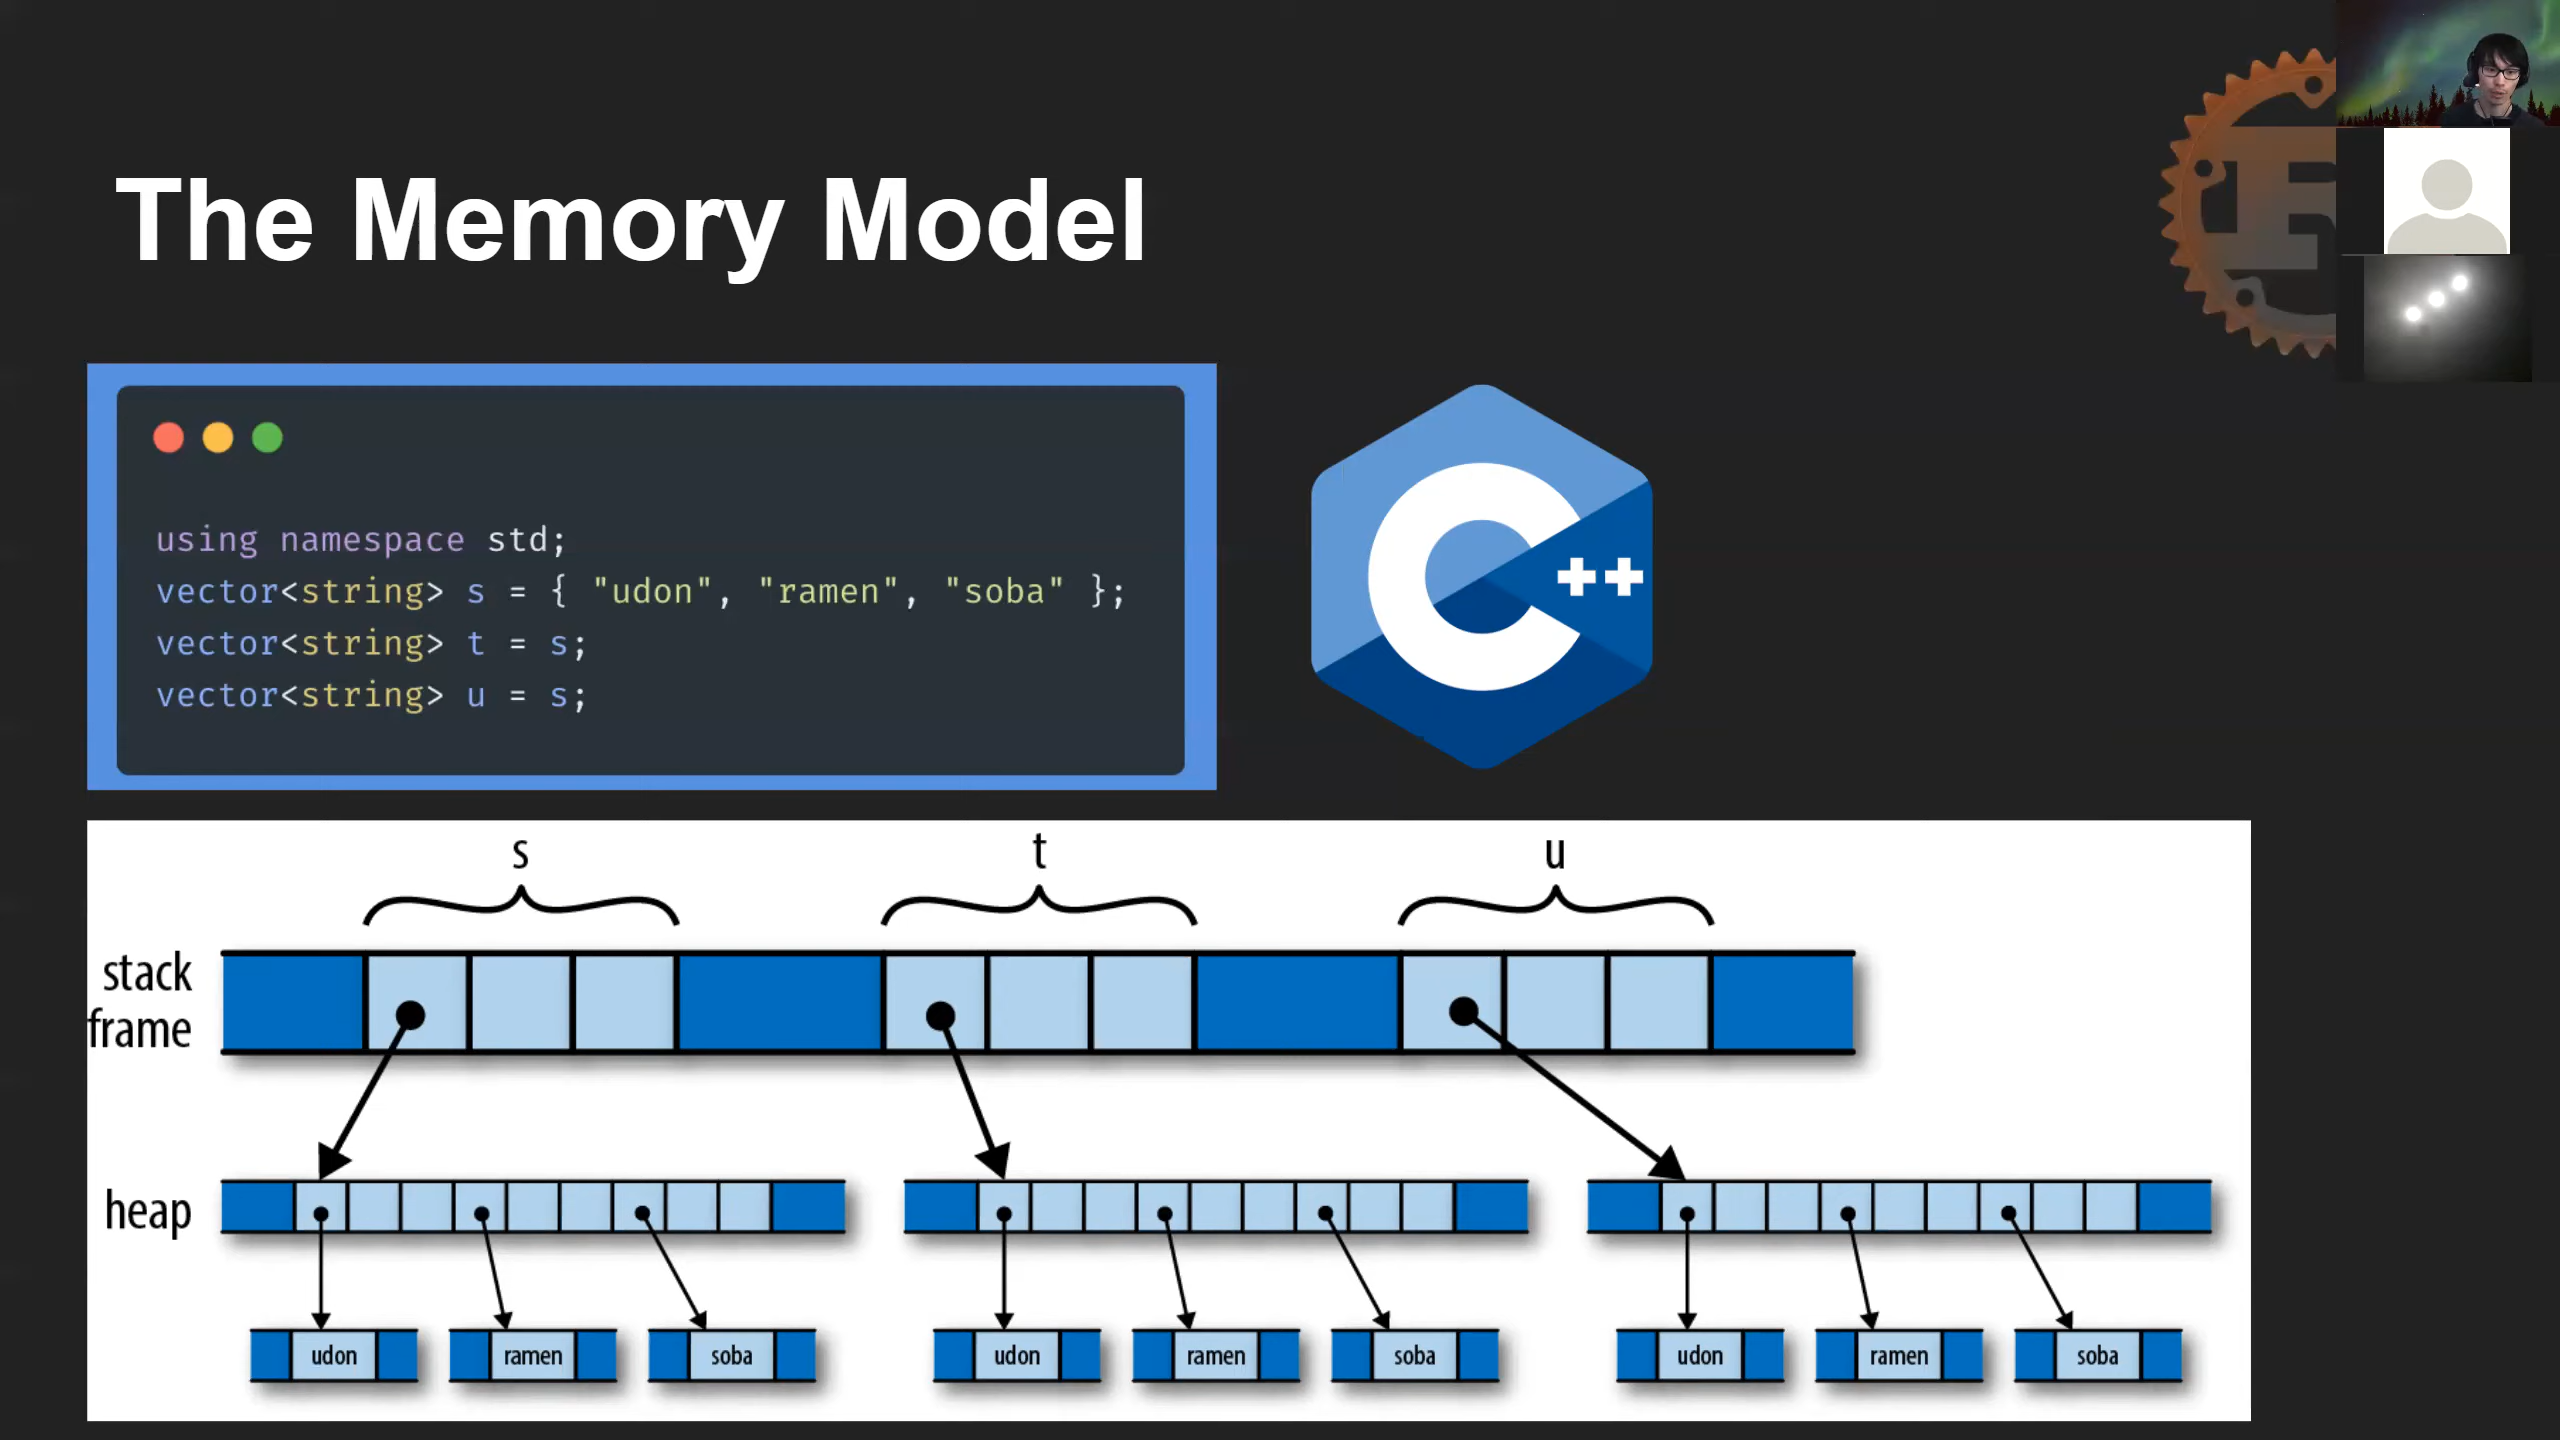 The Memory Model
using namespace std;
vector<string> s = { "udon", "ramen", "soba" };
vector<string> t = s;
vector<string> u = s;
C++
R
s t u
stack
frame
heap
udon ramen soba udon ramen soba udon ramen soba